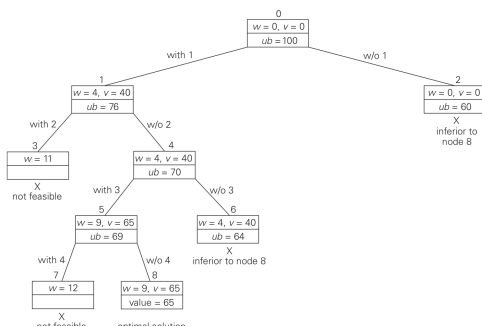 0
w = 0, v = 0
ub = 100
with 1
w/o 1
1
w = 4, v = 40
ub = 76
2
w = 0, v = 0
ub = 60
X
inferior to
node 8
with 2
w/o 2
3
w = 11
X
not feasible
4
w = 4, v = 40
ub = 70
with 3
w/o 3
5
w = 9, v = 65
ub = 69
6
w = 4, v = 40
ub = 64
X
inferior to node 8
with 4
w/o 4
7
w = 12
X
not feasible
8
w = 9, v = 65
value = 65
optimal solution